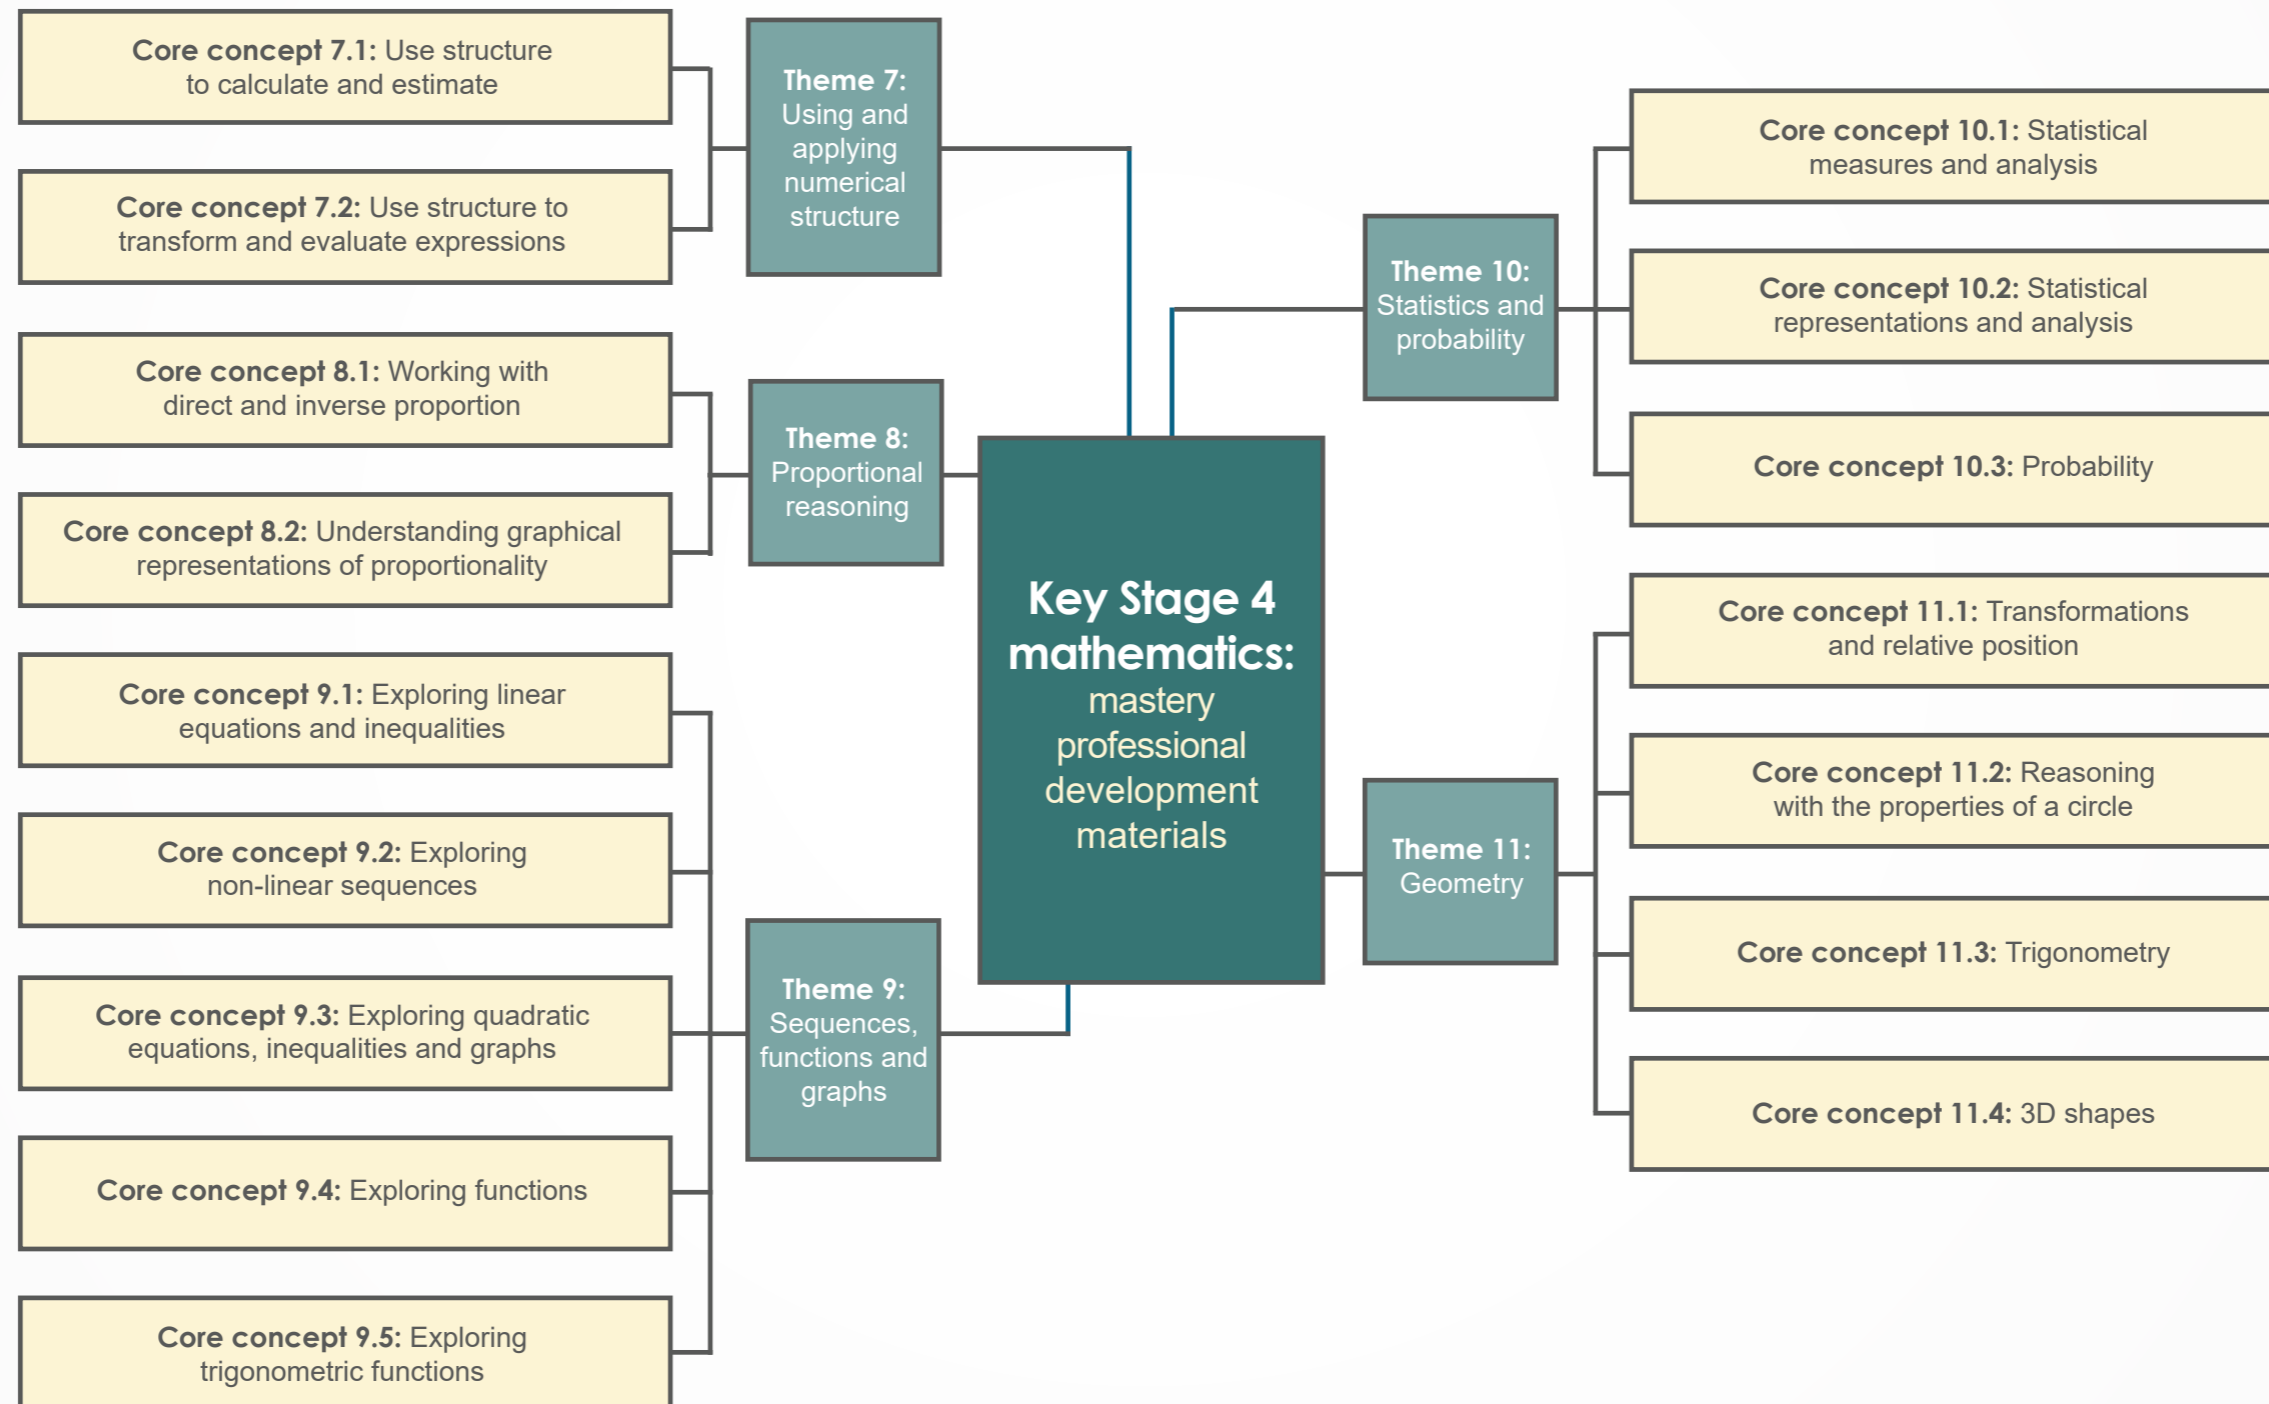 Core concept 7.1: Use structure
to calculate and estimate
Core concept 7.2: Use structure to
transform and evaluate expressions
Theme 7:
Using and
applying
numerical
structure
Core concept 8.1: Working with
direct and inverse proportion
Core concept 8.2: Understanding graphical
representations of proportionality
Theme 8:
Proportional
reasoning
Core concept 9.1: Exploring linear
equations and inequalities
Core concept 9.2: Exploring
non-linear sequences
Core concept 9.3: Exploring quadratic
equations, inequalities and graphs
Core concept 9.4: Exploring functions
Core concept 9.5: Exploring
trigonometric functions
Theme 9:
Sequences,
functions and
graphs
Key Stage 4
mathematics:
mastery
professional
development
materials
Theme 10:
Statistics and
probability
Core concept 10.1: Statistical
measures and analysis
Core concept 10.2: Statistical
representations and analysis
Core concept 10.3: Probability
Theme 11:
Geometry
Core concept 11.1: Transformations
and relative position
Core concept 11.2: Reasoning
with the properties of a circle
Core concept 11.3: Trigonometry
Core concept 11.4: 3D shapes